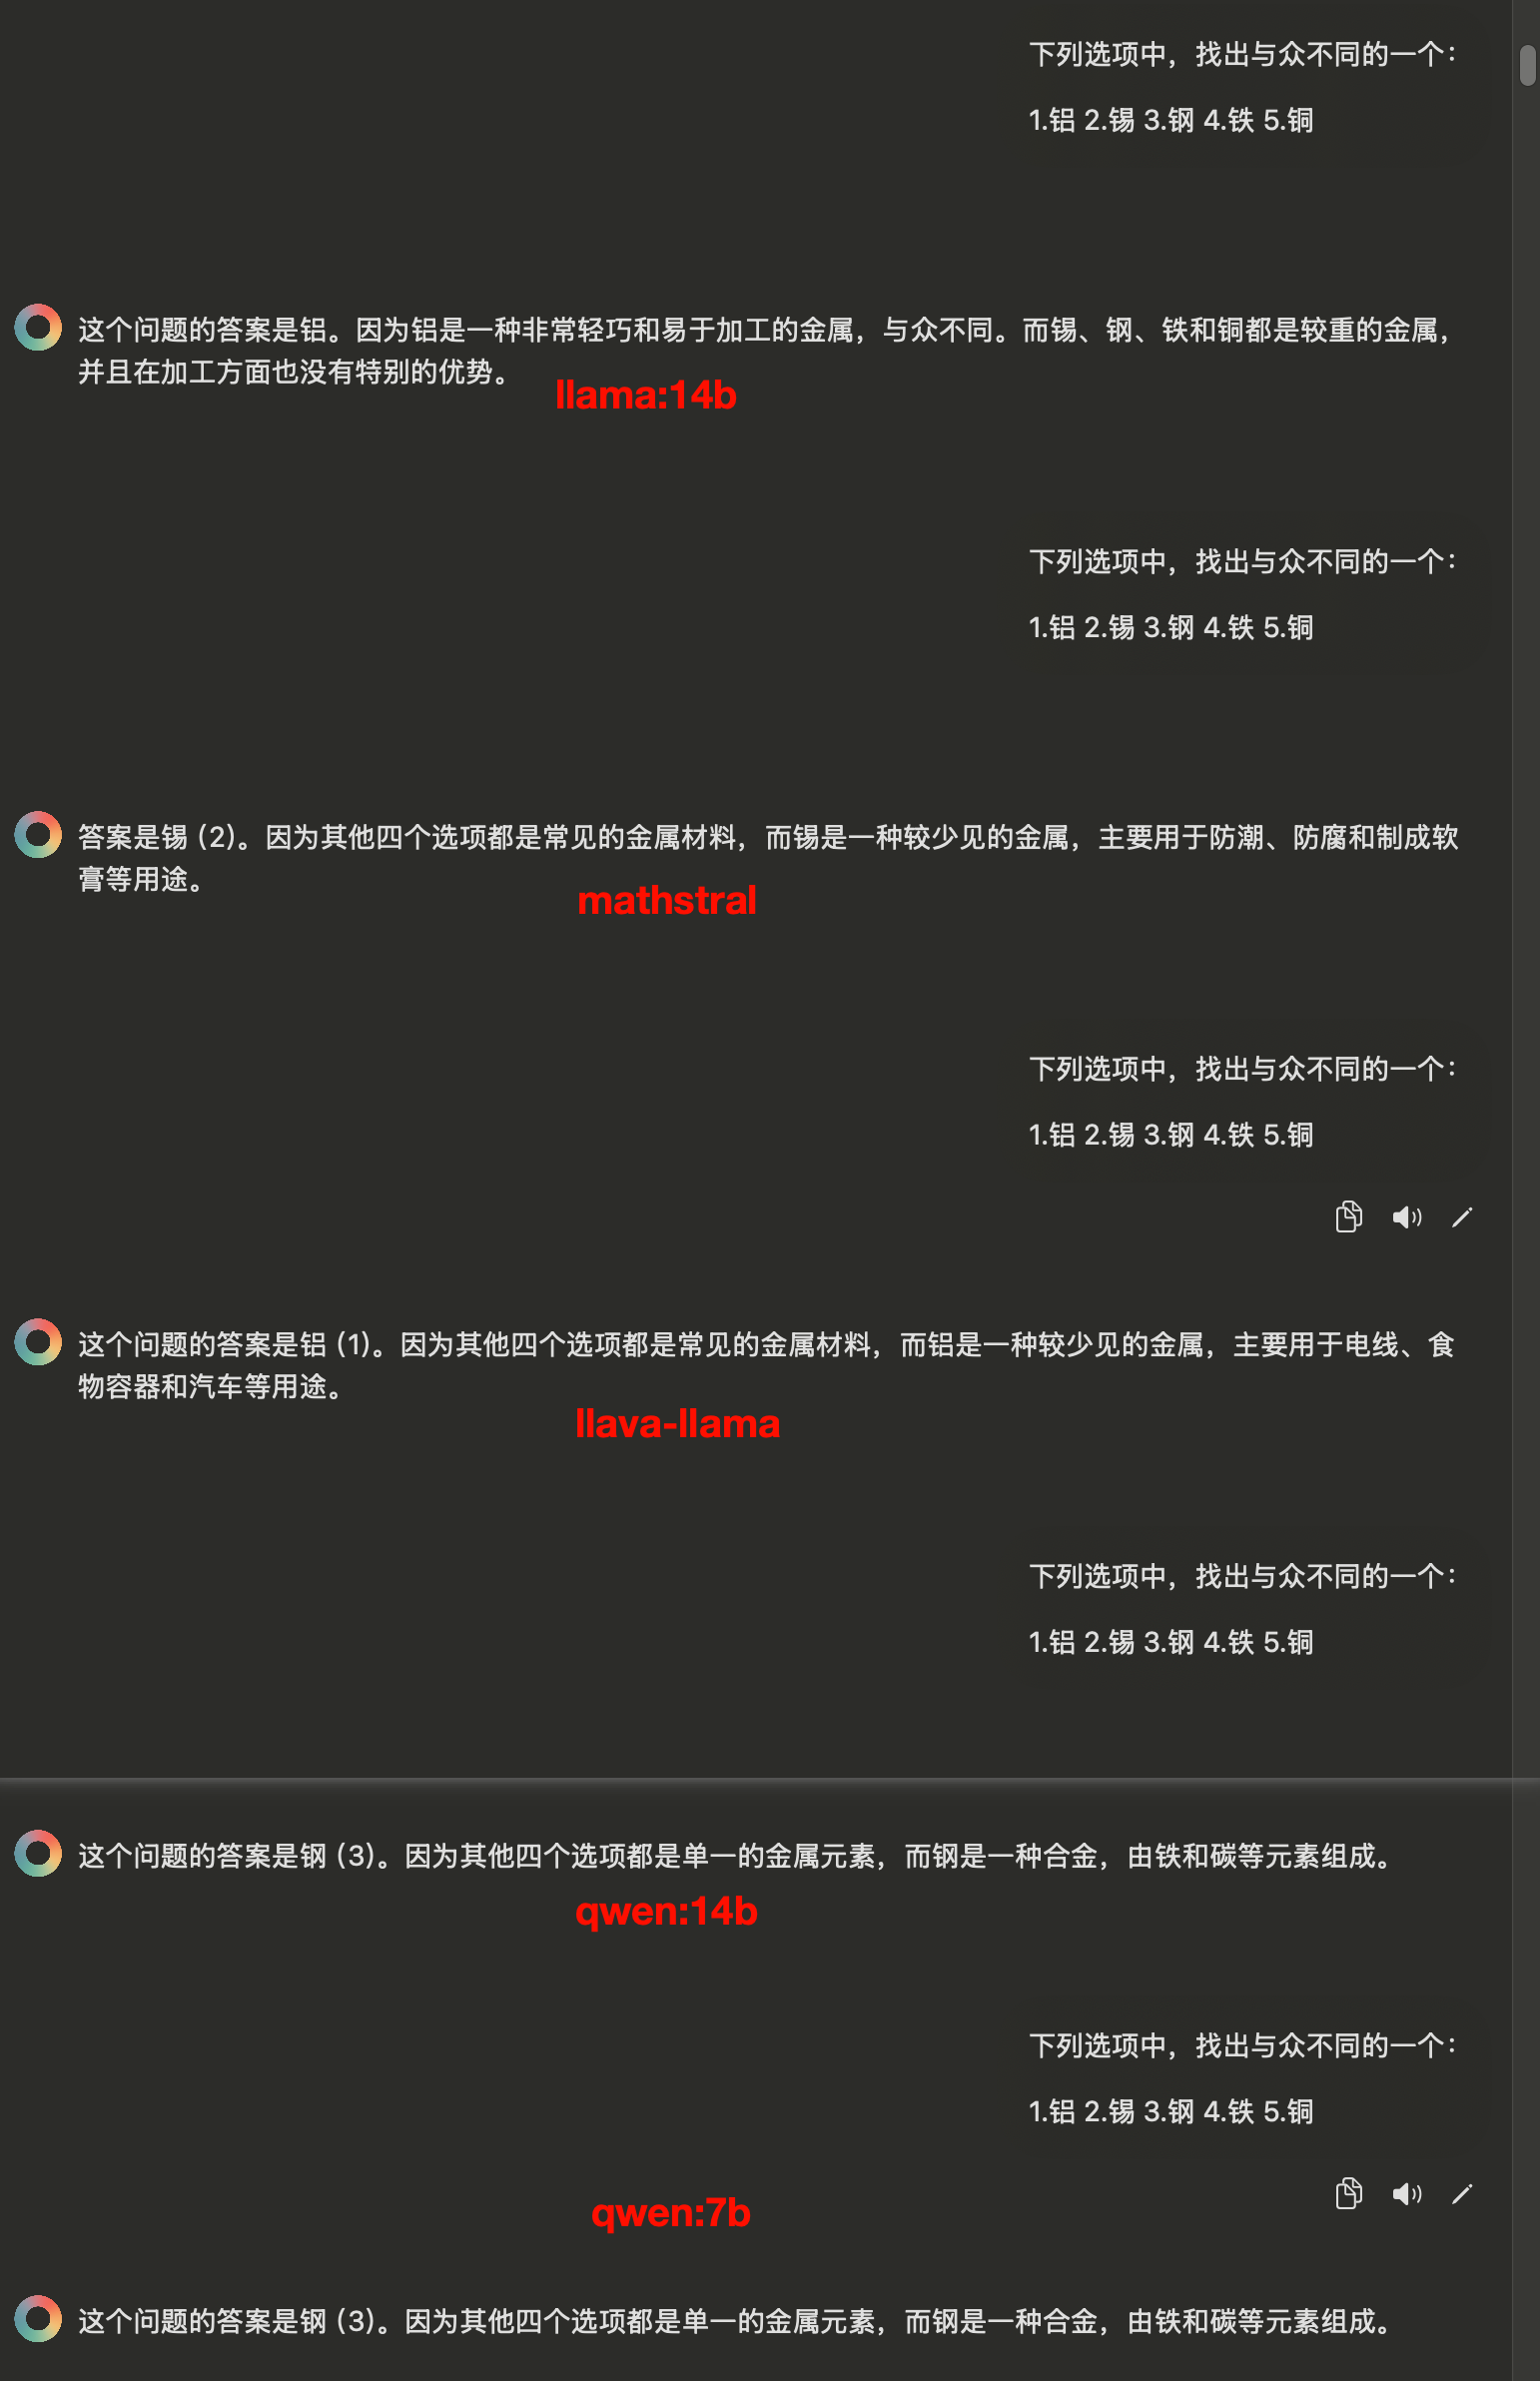 下列选项中，找出与众不同的一个：
1.铝 2.锡 3.钢 4.铁 5.铜
这个问题的答案是铝。因为铝是一种非常轻巧和易于加工的金属，与众不同。而锡、钢、铁和铜都是较重的金属，
并且在加工方面也没有特别的优势。
llama:14b
下列选项中，找出与众不同的一个：
1.铝 2.锡 3.钢 4.铁 5.铜
答案是锡 (2)。因为其他四个选项都是常见的金属材料，而锡是一种较少见的金属，主要用于防潮、防腐和制成软
膏等用途。
mathstral
下列选项中，找出与众不同的一个：
1.铝 2.锡 3.钢 4.铁 5.铜
这个问题的答案是铝 (1)。因为其他四个选项都是常见的金属材料，而铝是一种较少见的金属，主要用于电线、食
物容器和汽车等用途。
llava-llama
下列选项中，找出与众不同的一个：
1.铝 2.锡 3.钢 4.铁 5.铜
这个问题的答案是钢 (3)。因为其他四个选项都是单一的金属元素，而钢是一种合金，由铁和碳等元素组成。
qwen:14b
下列选项中，找出与众不同的一个：
1.铝 2.锡 3.钢 4.铁 5.铜
qwen:7b
这个问题的答案是钢 (3)。因为其他四个选项都是单一的金属元素，而钢是一种合金，由铁和碳等元素组成。